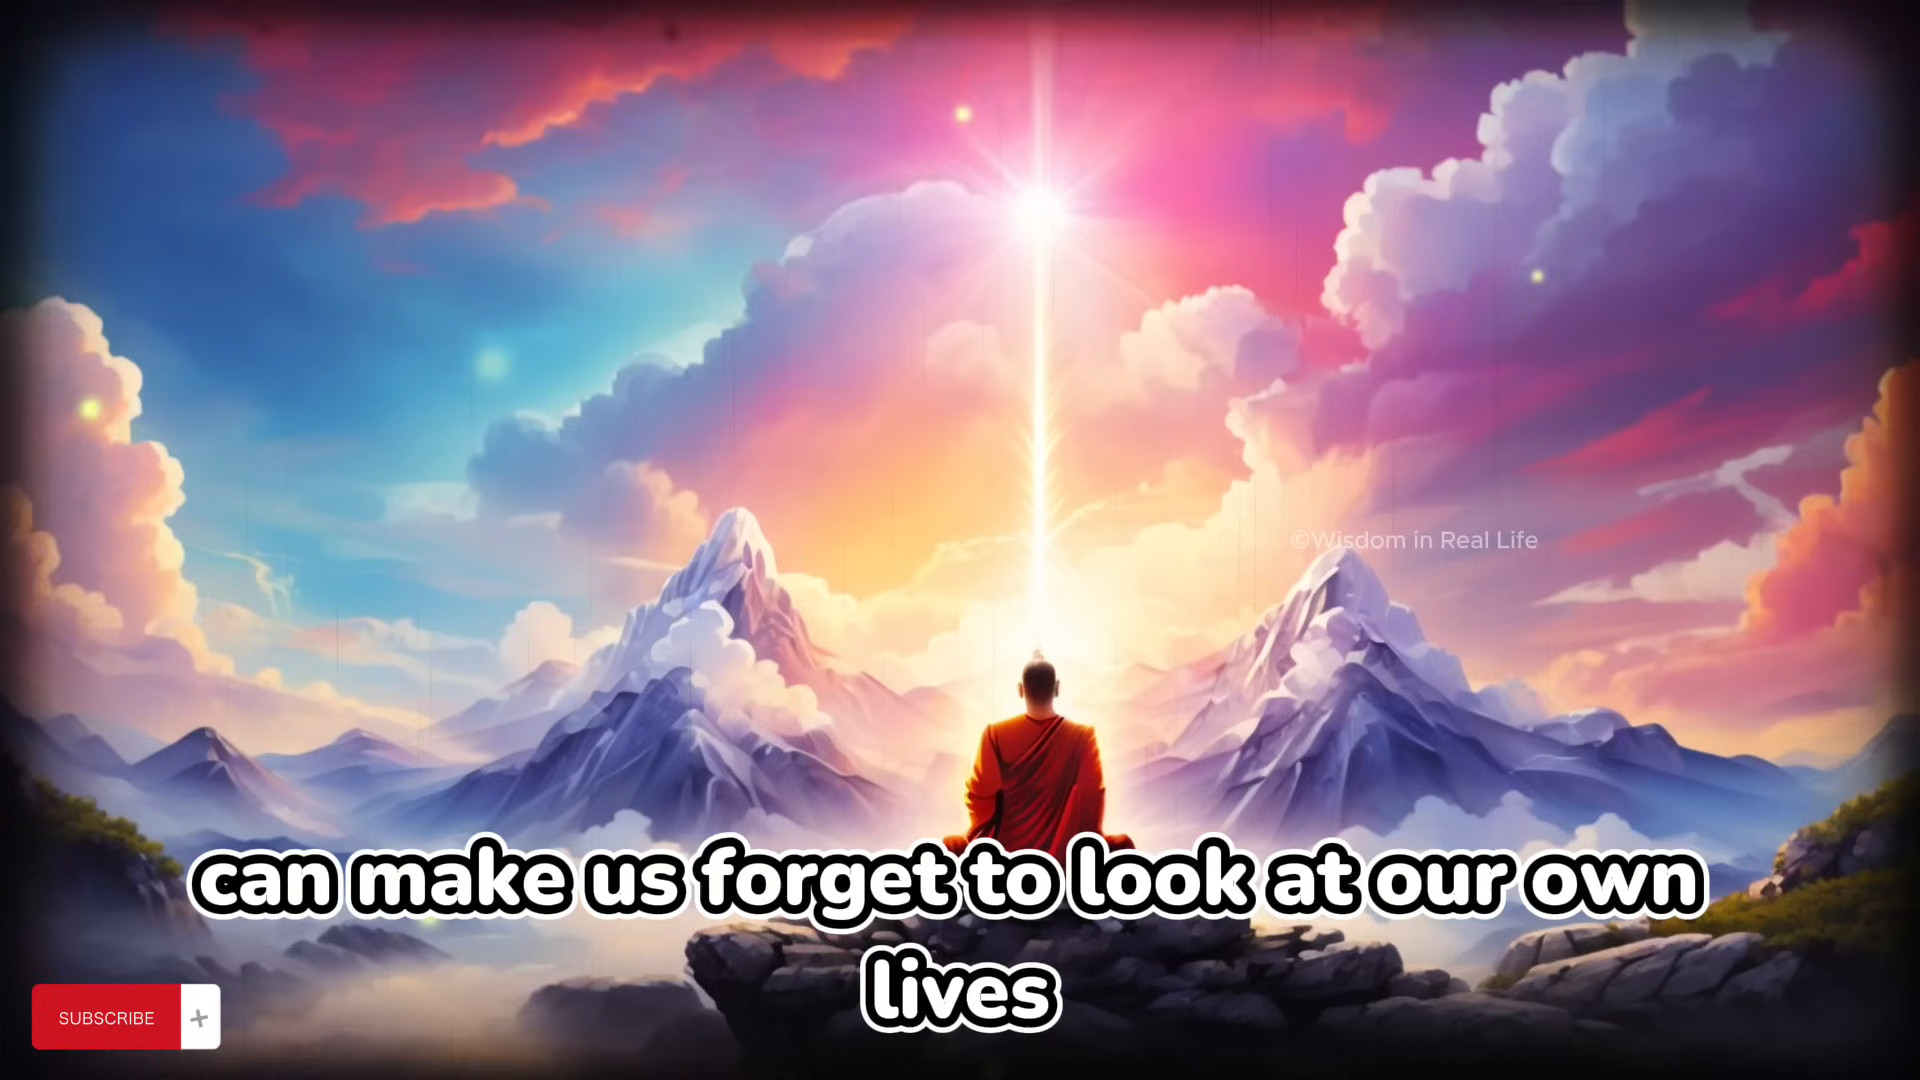 ©Wisdom in Real Life
can make us forget to look at our own
lives
SUBSCRIBE +